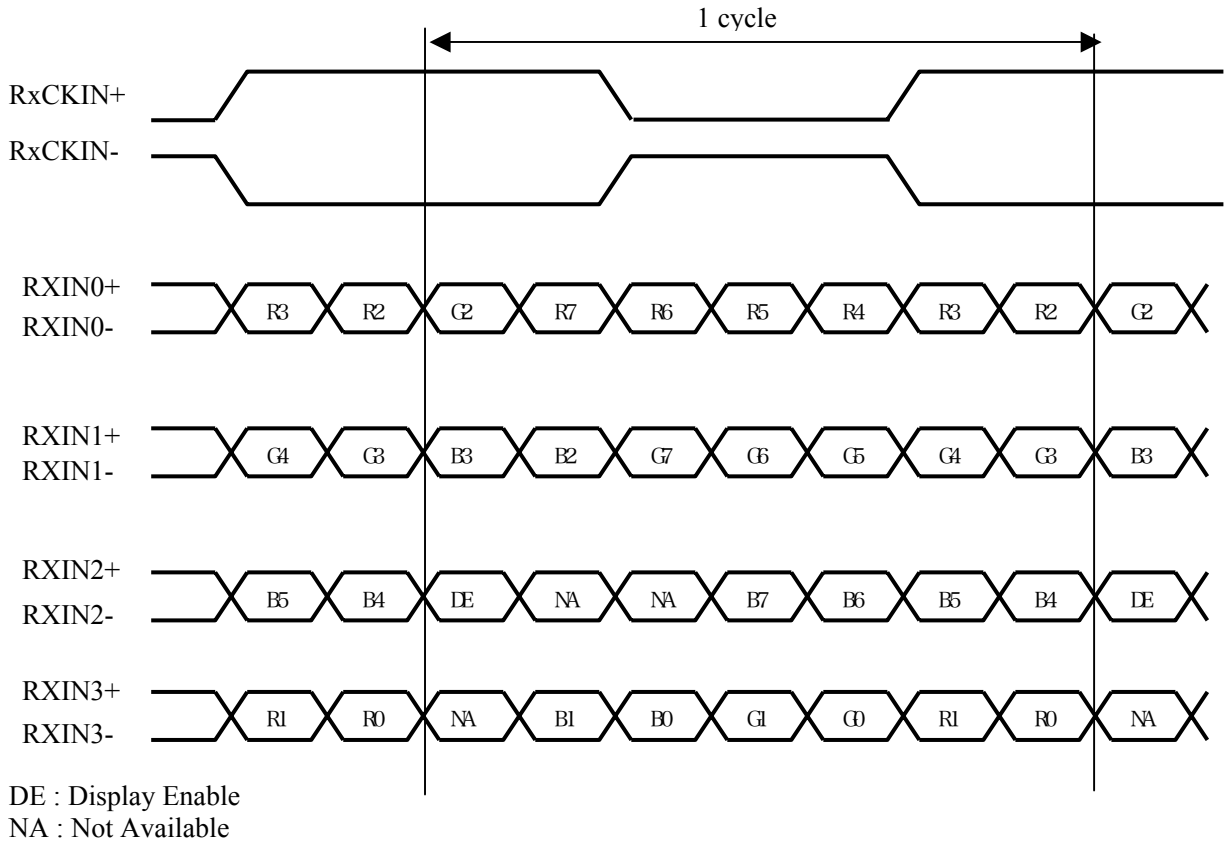 1 cycle
RxCKIN+
RxCKIN-
RXIN0+
RXIN0-
R3 R2 G2 R7 R6 R5 R4 R3 R2 G2
RXIN1+
RXIN1-
G4 G3 B3 B2 G7 G6 G5 G4 G3 B3
RXIN2+
RXIN2-
B5 B4 DE NA NA B7 B6 B5 B4 DE
RXIN3+
RXIN3-
R1 R0 NA B1 B0 G1 G0 R1 R0 NA
DE : Display Enable
NA : Not Available